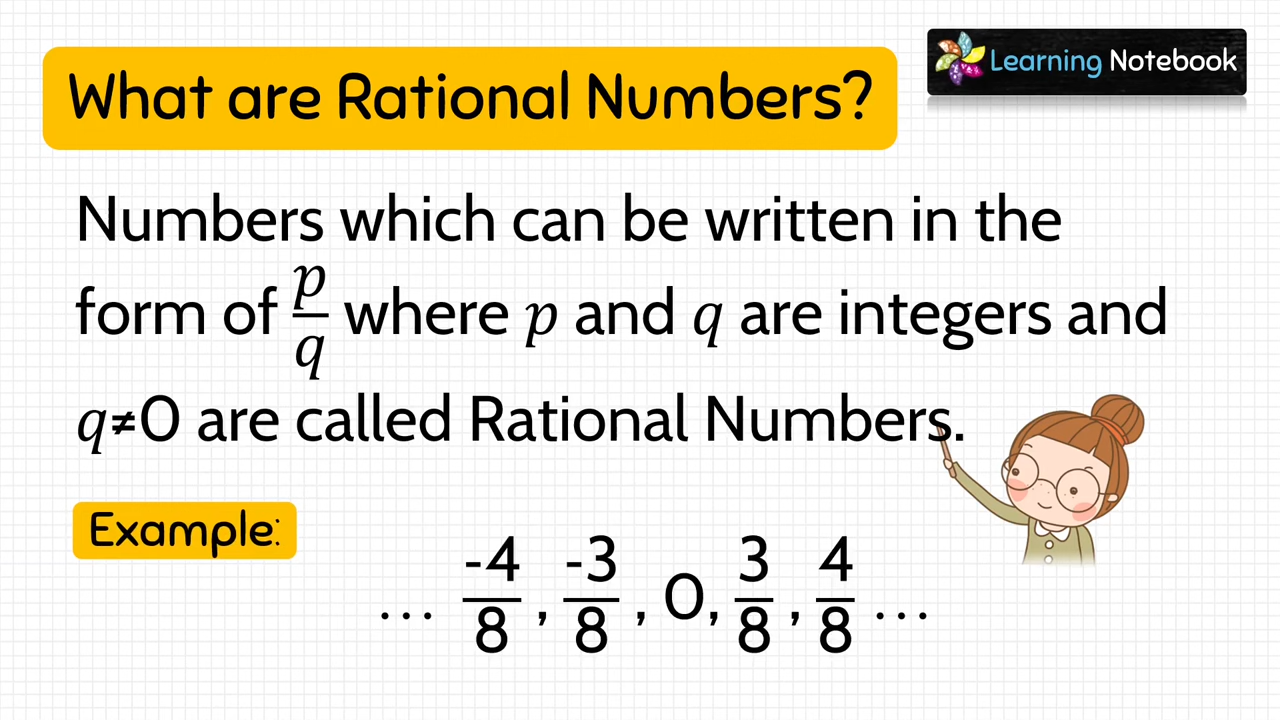 What are Rational Numbers?
Learning Notebook
Numbers which can be written in the
form of p/q where p and q are integers and
q≠0 are called Rational Numbers.
Example:
... -4/8 , -3/8 , 0, 3/8 , 4/8 ...